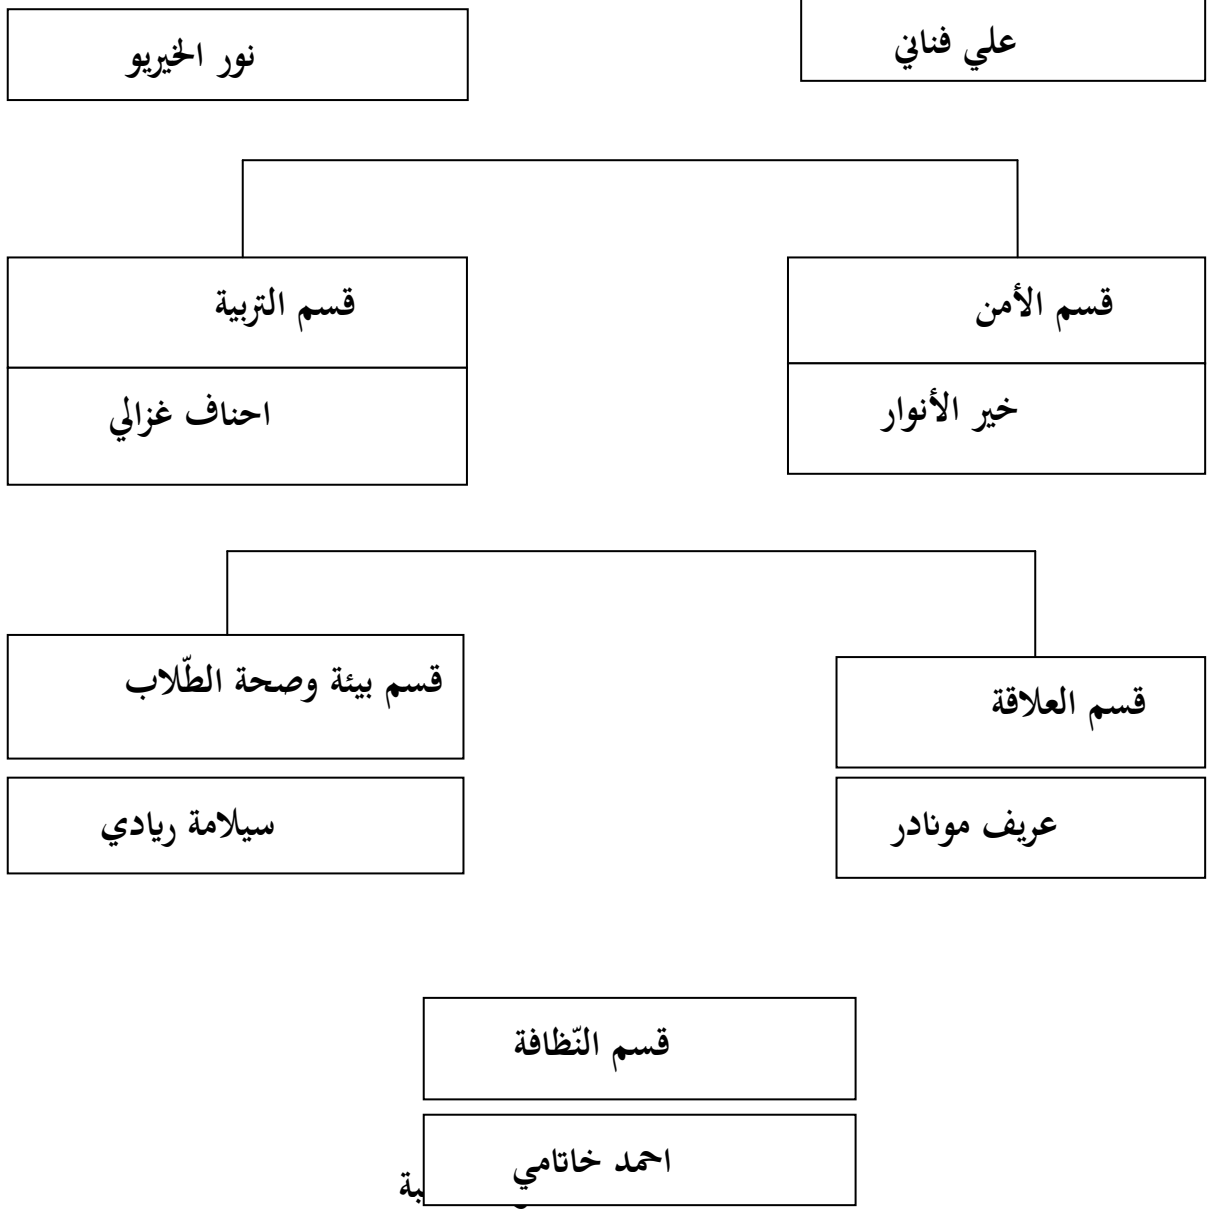 علي فناني
نور الخيريو
قسم الأمن
قسم التربية
خير الأنوار
احناف غزالي
قسم العلاقة
قسم بيئة وصحة الطّلاب
عريف مونادر
سيلامة ريادي
قسم النّظافة
احمد خاتامي